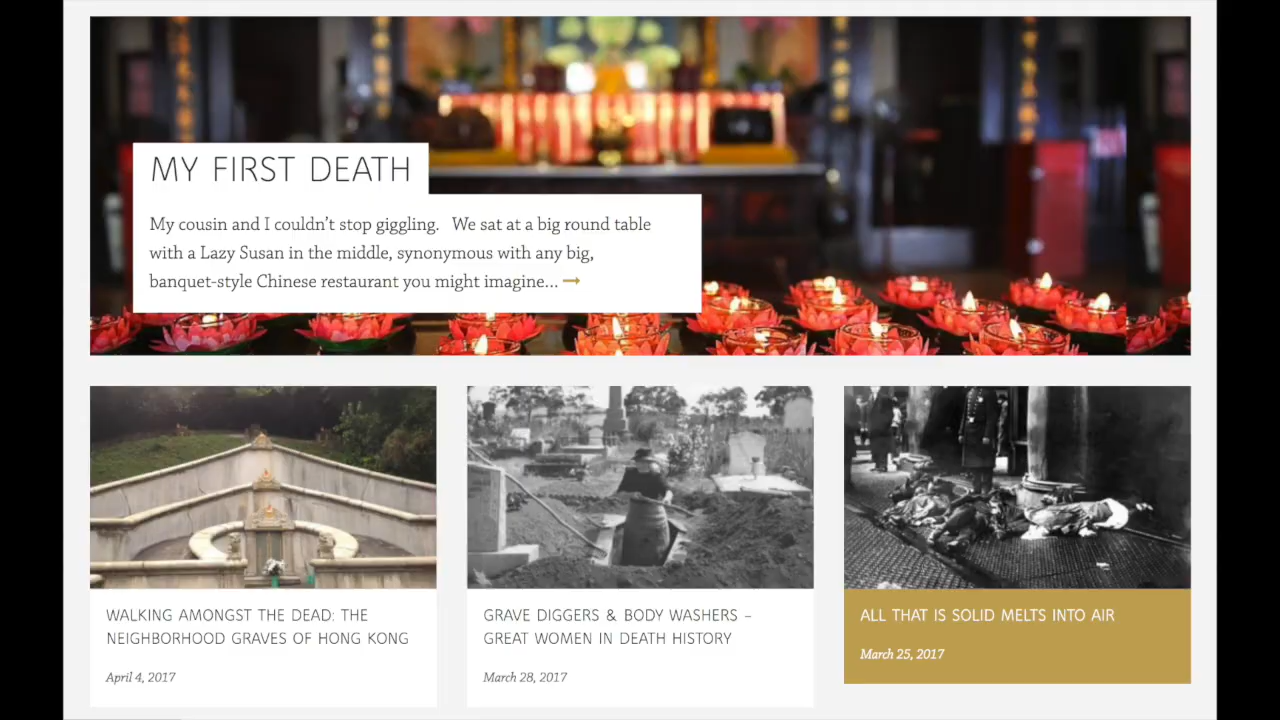 MY FIRST DEATH
My cousin and I couldn’t stop giggling.   We sat at a big round table
with a Lazy Susan in the middle, synonymous with any big,
banquet-style Chinese restaurant you might imagine... →
WALKING AMONGST THE DEAD: THE
NEIGHBORHOOD GRAVES OF HONG KONG
April 4, 2017
GRAVE DIGGERS & BODY WASHERS –
GREAT WOMEN IN DEATH HISTORY
March 28, 2017
ALL THAT IS SOLID MELTS INTO AIR
March 25, 2017